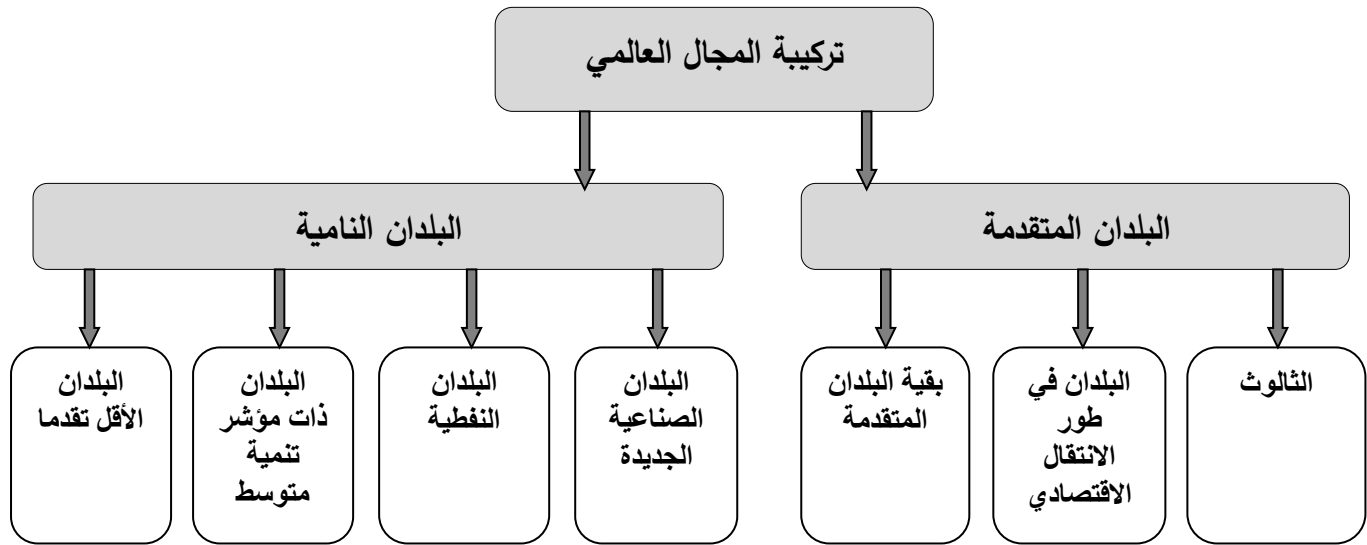 تركيبة المجال العالمي
البلدان المتقدمة
البلدان النامية
الثالوث
البلدان في
طور
الانتقال
الاقتصادي
بقية البلدان
المتقدمة
البلدان
الصناعية
الجديدة
البلدان
النفطية
البلدان
ذات مؤشر
تنمية
متوسط
البلدان
الأقل تقدما